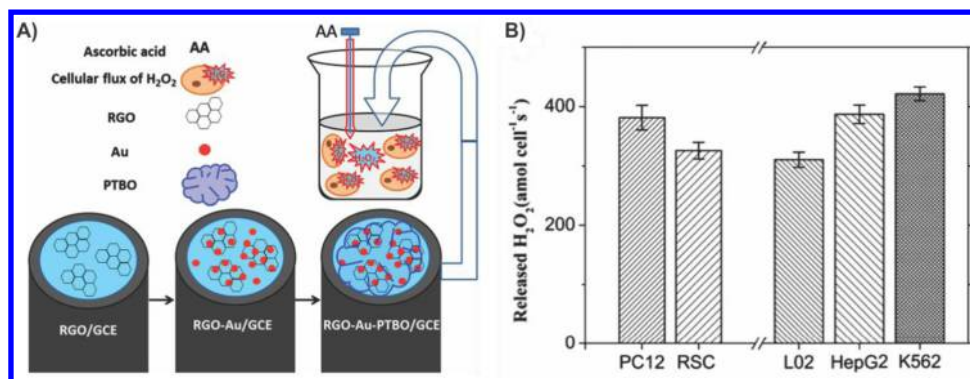 A)
Ascorbic acid AA
Cellular flux of H₂O₂
RGO
Au
PTBO
AA
RGO/GCE
RGO-Au/GCE
RGO-Au-PTBO/GCE
B)
Released H₂O₂(amol cell⁻¹s⁻¹)
400
200
0
PC12 RSC L02 HepG2 K562